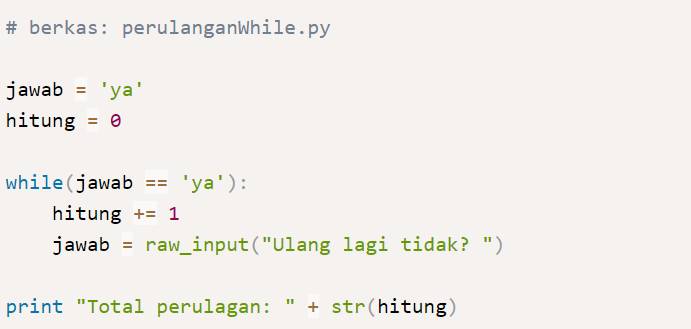 # berkas: perulanganWhile.py
jawab = 'ya'
hitung = 0
while(jawab == 'ya'):
    hitung += 1
    jawab = raw_input("Ulang lagi tidak? ")
print "Total perulagan: " + str(hitung)